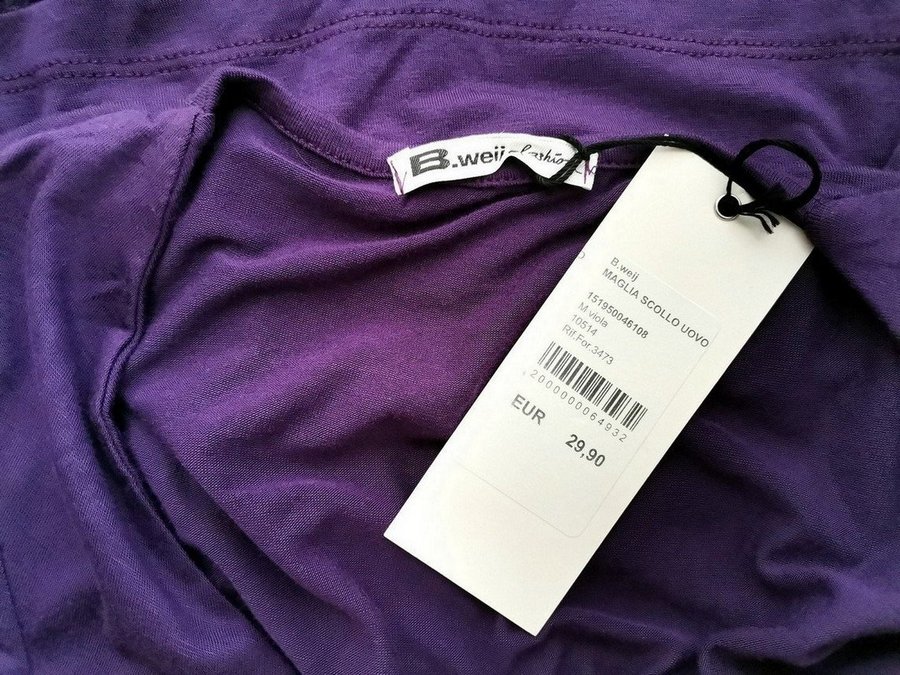 B.weij fashion
B.weij
MAGLIA SCOLLO UOVO
151950046108
M viola
10514
Rif.For.3473
2000000064932
EUR 29,90